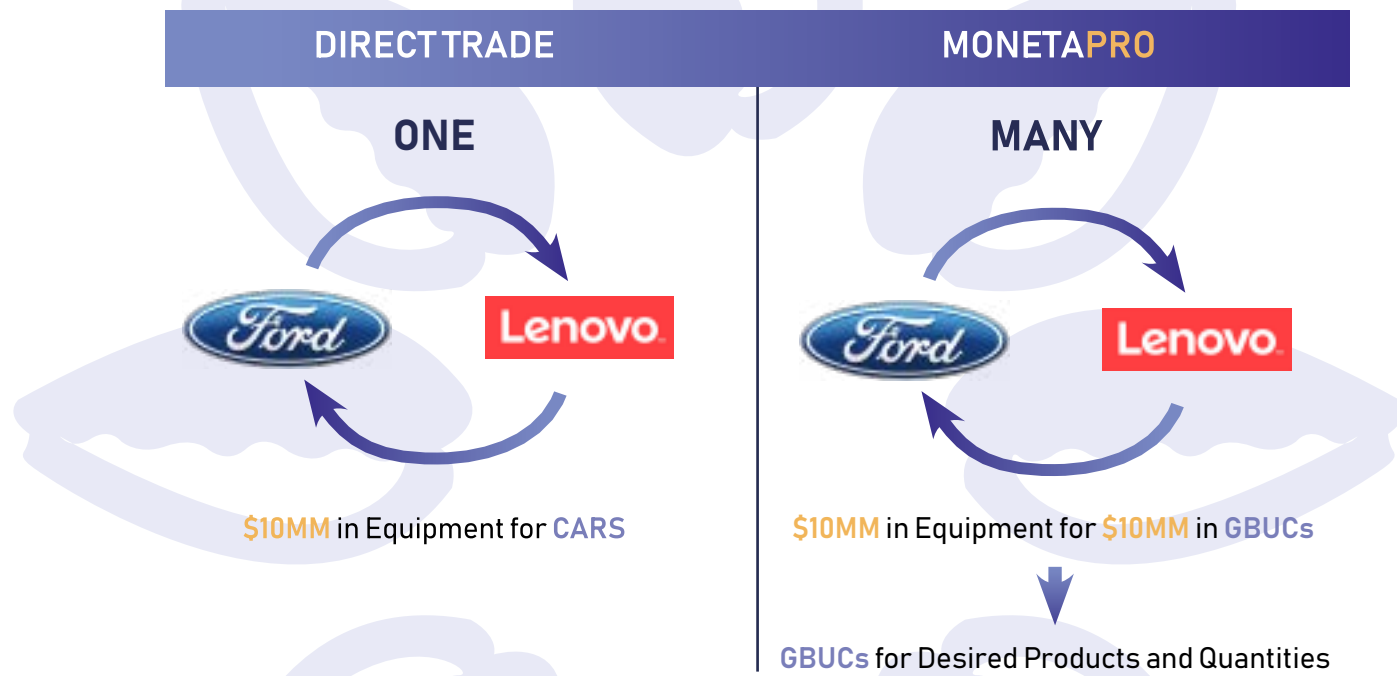 DIRECT TRADE
MONETAPRO
ONE
MANY
Ford
Lenovo
Ford
Lenovo
$10MM in Equipment for CARS
$10MM in Equipment for $10MM in GBUCs
GBUCs for Desired Products and Quantities